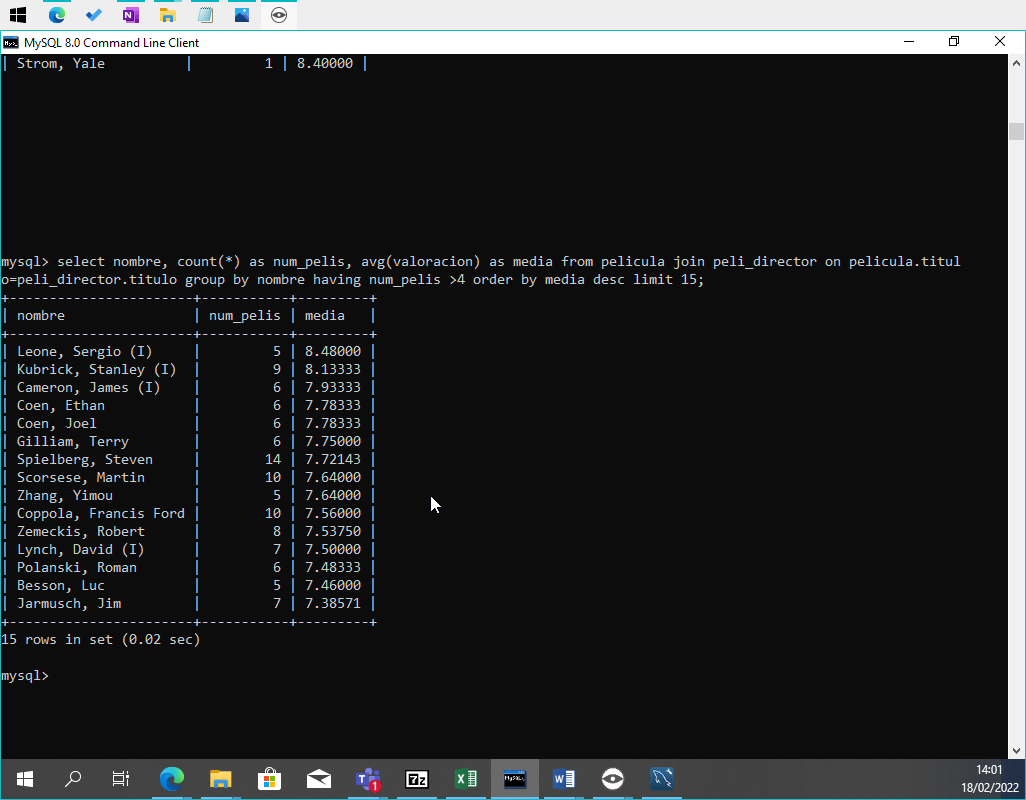 MySQL 8.0 Command Line Client
| Strom, Yale          |         1 | 8.40000 |
mysql> select nombre, count(*) as num_pelis, avg(valoracion) as media from pelicula join peli_director on pelicula.titul
o=peli_director.titulo group by nombre having num_pelis >4 order by media desc limit 15;
+-----------------------+-----------+---------+
| nombre                | num_pelis | media   |
+-----------------------+-----------+---------+
| Leone, Sergio (I)     |         5 | 8.48000 |
| Kubrick, Stanley (I)  |         9 | 8.13333 |
| Cameron, James (I)    |         6 | 7.93333 |
| Coen, Ethan           |         6 | 7.78333 |
| Coen, Joel            |         6 | 7.78333 |
| Gilliam, Terry        |         6 | 7.75000 |
| Spielberg, Steven     |        14 | 7.72143 |
| Scorsese, Martin      |        10 | 7.64000 |
| Zhang, Yimou          |         5 | 7.64000 |
| Coppola, Francis Ford |        10 | 7.56000 |
| Zemeckis, Robert      |         8 | 7.53750 |
| Lynch, David (I)      |         7 | 7.50000 |
| Polanski, Roman       |         6 | 7.48333 |
| Besson, Luc           |         5 | 7.46000 |
| Jarmusch, Jim         |         7 | 7.38571 |
+-----------------------+-----------+---------+
15 rows in set (0.02 sec)
mysql>
14:01
18/02/2022